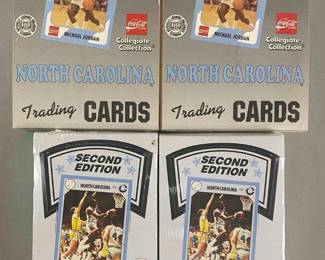 MICHAEL JORDAN
Coca-Cola
Collegiate
Collection
NORTH CAROLINA
Trading CARDS
MICHAEL JORDAN
Coca-Cola
Collegiate
Collection
NORTH CAROLINA
Trading CARDS
SECOND
EDITION
NORTH CAROLINA
SECOND
EDITION
NORTH CAROLINA